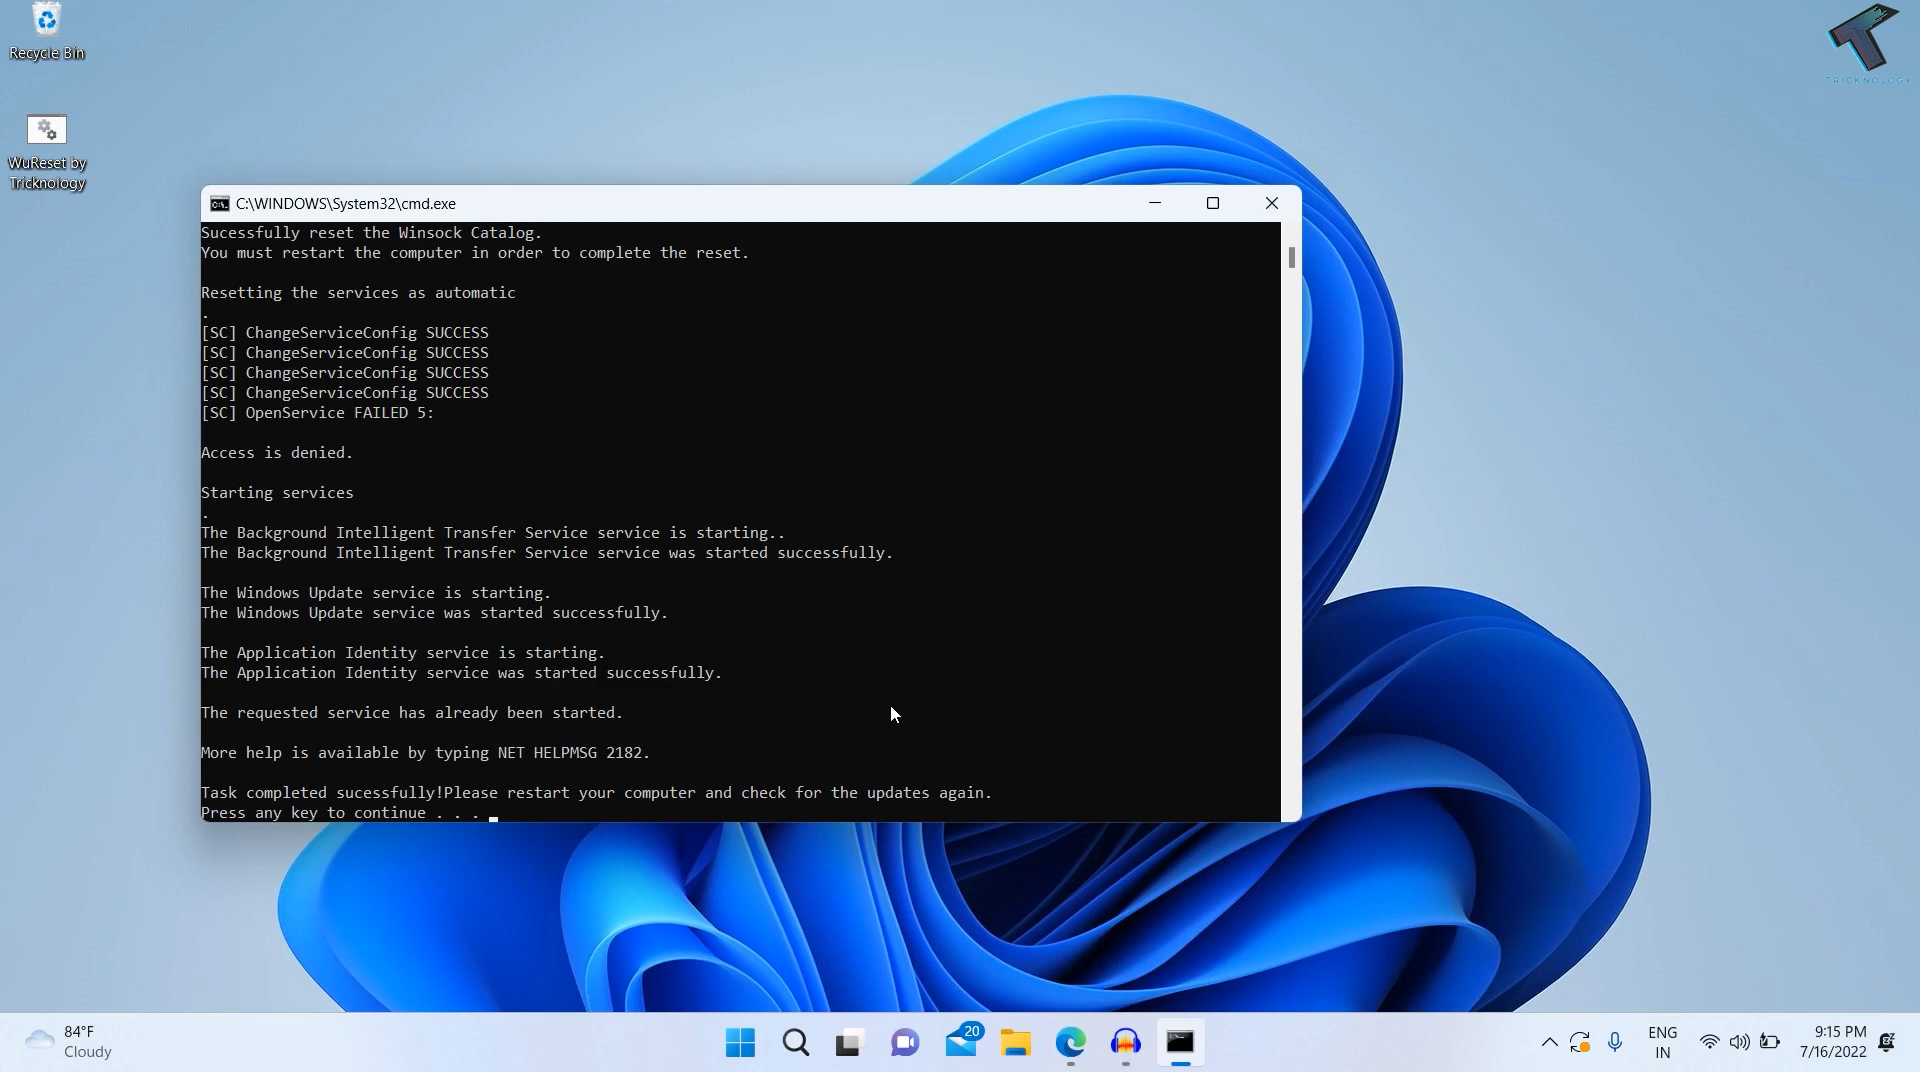 Recycle Bin
WuReset by
Tricknology
TRICKNOLOGY
C:\WINDOWS\System32\cmd.exe
Sucessfully reset the Winsock Catalog.
You must restart the computer in order to complete the reset.
Resetting the services as automatic
.
[SC] ChangeServiceConfig SUCCESS
[SC] ChangeServiceConfig SUCCESS
[SC] ChangeServiceConfig SUCCESS
[SC] ChangeServiceConfig SUCCESS
[SC] OpenService FAILED 5:
Access is denied.
Starting services
.
The Background Intelligent Transfer Service service is starting..
The Background Intelligent Transfer Service service was started successfully.
The Windows Update service is starting.
The Windows Update service was started successfully.
The Application Identity service is starting.
The Application Identity service was started successfully.
The requested service has already been started.
More help is available by typing NET HELPMSG 2182.
Task completed sucessfully!Please restart your computer and check for the updates again.
Press any key to continue . . .
84°F
Cloudy
20
ENG
IN
9:15 PM
7/16/2022